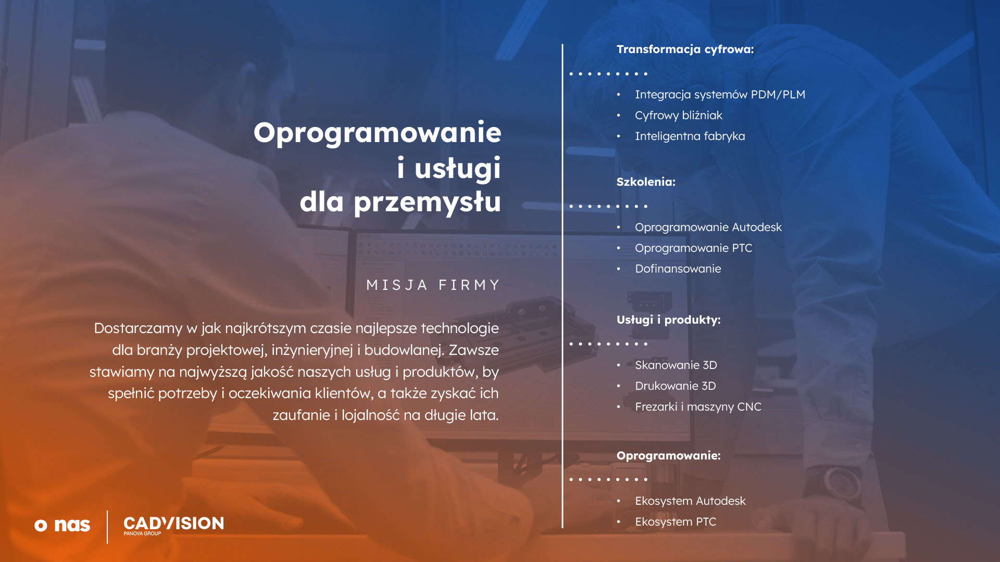 Oprogramowanie
i usługi
dla przemysłu
MISJA FIRMY
Dostarczamy w jak najkrótszym czasie najlepsze technologie
dla branży projektowej, inżynieryjnej i budowlanej. Zawsze
stawiamy na najwyższą jakość naszych usług i produktów, by
spełnić potrzeby i oczekiwania klientów, a także zyskać ich
zaufanie i lojalność na długie lata.
Transformacja cyfrowa:
• Integracja systemów PDM/PLM
• Cyfrowy bliźniak
• Inteligentna fabryka
Szkolenia:
• Oprogramowanie Autodesk
• Oprogramowanie PTC
• Dofinansowanie
Usługi i produkty:
• Skanowanie 3D
• Drukowanie 3D
• Frezarki i maszyny CNC
Oprogramowanie:
• Ekosystem Autodesk
• Ekosystem PTC
o nas
CADVISION
PANOVA GROUP